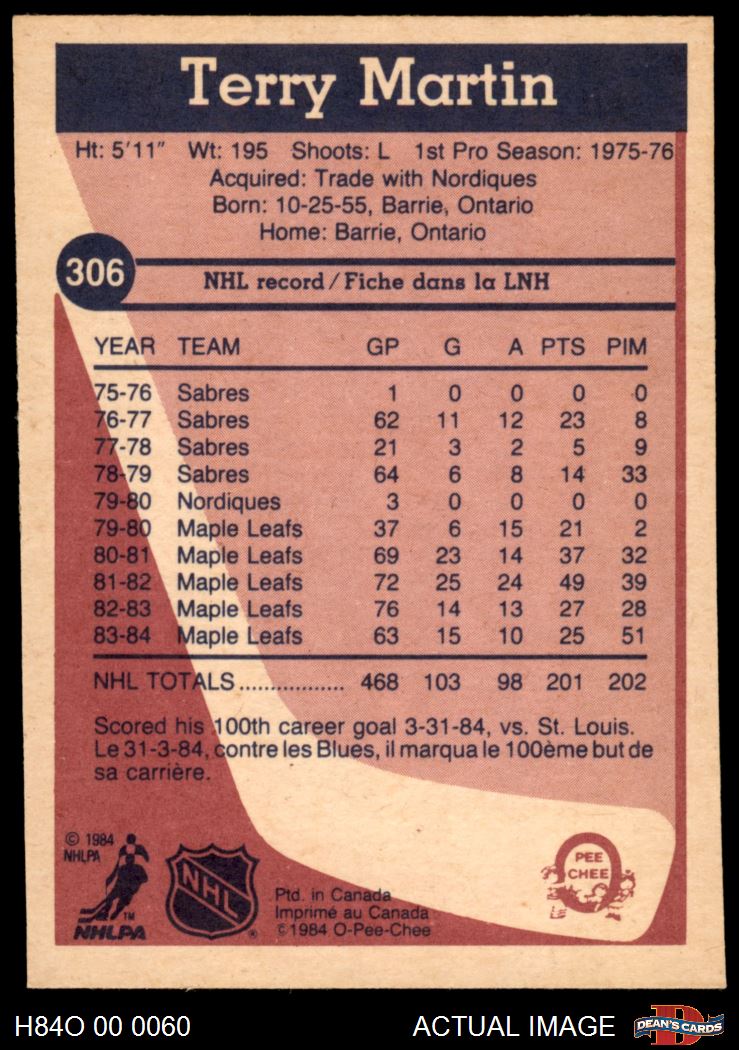 Terry Martin
Ht: 5'11" Wt: 195 Shoots: L 1st Pro Season: 1975-76
Acquired: Trade with Nordiques
Born: 10-25-55, Barrie, Ontario
Home: Barrie, Ontario
306
NHL record / Fiche dans la LNH
YEAR TEAM GP G A PTS PIM
75-76 Sabres 1 0 0 0 0
76-77 Sabres 62 11 12 23 8
77-78 Sabres 21 3 2 5 9
78-79 Sabres 64 6 8 14 33
79-80 Nordiques 3 0 0 0 0
79-80 Maple Leafs 37 6 15 21 2
80-81 Maple Leafs 69 23 14 37 32
81-82 Maple Leafs 72 25 24 49 39
82-83 Maple Leafs 76 14 13 27 28
83-84 Maple Leafs 63 15 10 25 51
NHL TOTALS ................. 468 103 98 201 202
Scored his 100th career goal 3-31-84, vs. St. Louis.
Le 31-3-84, contre les Blues, il marqua le 100ème but de
sa carrière.
© 1984
NHLPA
TM
NHLPA
NHL
®
Ptd. in Canada
Imprimé au Canada
©1984 O-Pee-Chee
O
PEE
CHEE
H84O 00 0060
ACTUAL IMAGE
D
DEAN'S CARDS